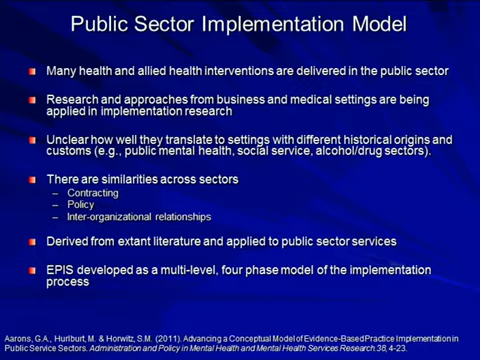 Public Sector Implementation Model
Many health and allied health interventions are delivered in the public sector
Research and approaches from business and medical settings are being
applied in implementation research
Unclear how well they translate to settings with different historical origins and
customs (e.g., public mental health, social service, alcohol/drug sectors).
There are similarities across sectors
– Contracting
– Policy
– Inter-organizational relationships
Derived from extant literature and applied to public sector services
EPIS developed as a multi-level, four phase model of the implementation
process
Aarons, G.A., Hurlburt, M. & Horwitz, S.M. (2011). Advancing a Conceptual Model of Evidence-Based Practice Implementation in
Public Service Sectors. Administration and Policy in Mental Health and Mental Health Services Research 38, 4-23.